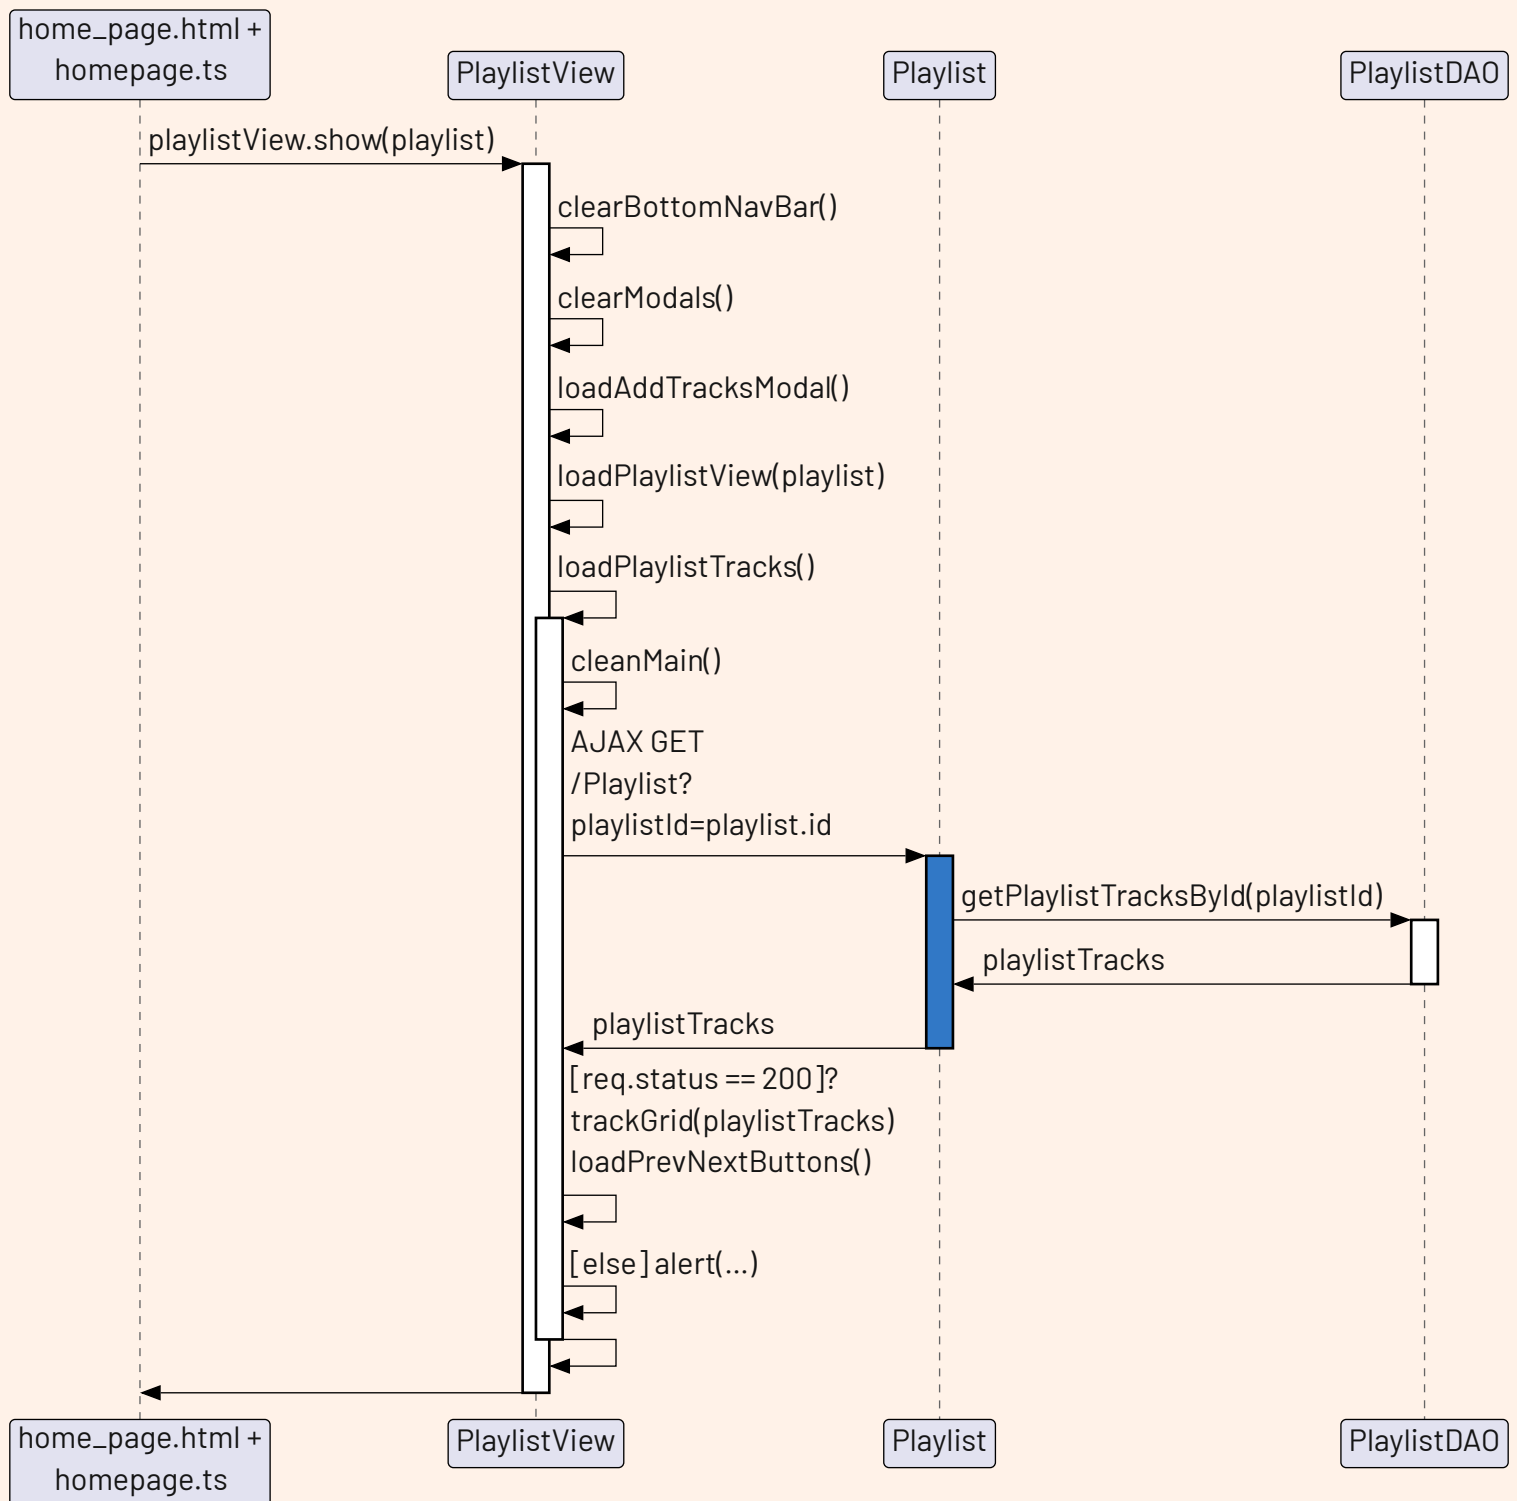 home_page.html +
homepage.ts
PlaylistView
Playlist
PlaylistDAO
playlistView.show(playlist)
clearBottomNavBar()
clearModals()
loadAddTracksModal()
loadPlaylistView(playlist)
loadPlaylistTracks()
cleanMain()
AJAX GET
/Playlist?
playlistId=playlist.id
getPlaylistTracksById(playlistId)
playlistTracks
playlistTracks
[req.status == 200]?
trackGrid(playlistTracks)
loadPrevNextButtons()
[else] alert(...)
home_page.html +
homepage.ts
PlaylistView
Playlist
PlaylistDAO